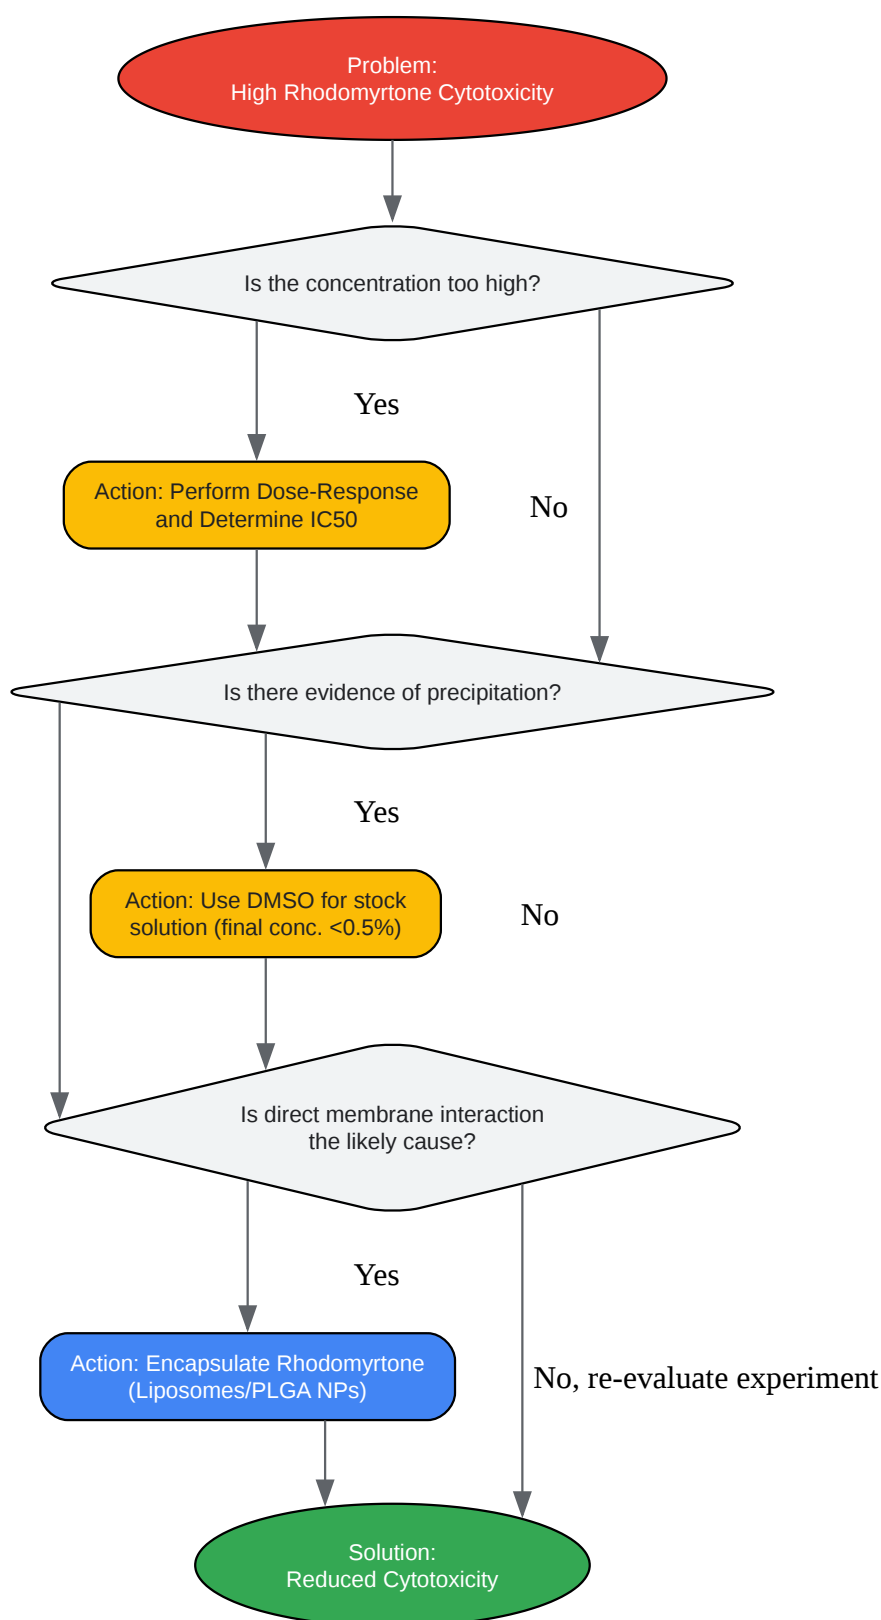 Problem:
High Rhodomyrtone Cytotoxicity
Is the concentration too high?
Yes
Action: Perform Dose-Response
and Determine IC50
No
Is there evidence of precipitation?
Yes
Action: Use DMSO for stock
solution (final conc. <0.5%)
No
Is direct membrane interaction
the likely cause?
Yes
Action: Encapsulate Rhodomyrtone
(Liposomes/PLGA NPs)
No, re-evaluate experiment
Solution:
Reduced Cytotoxicity